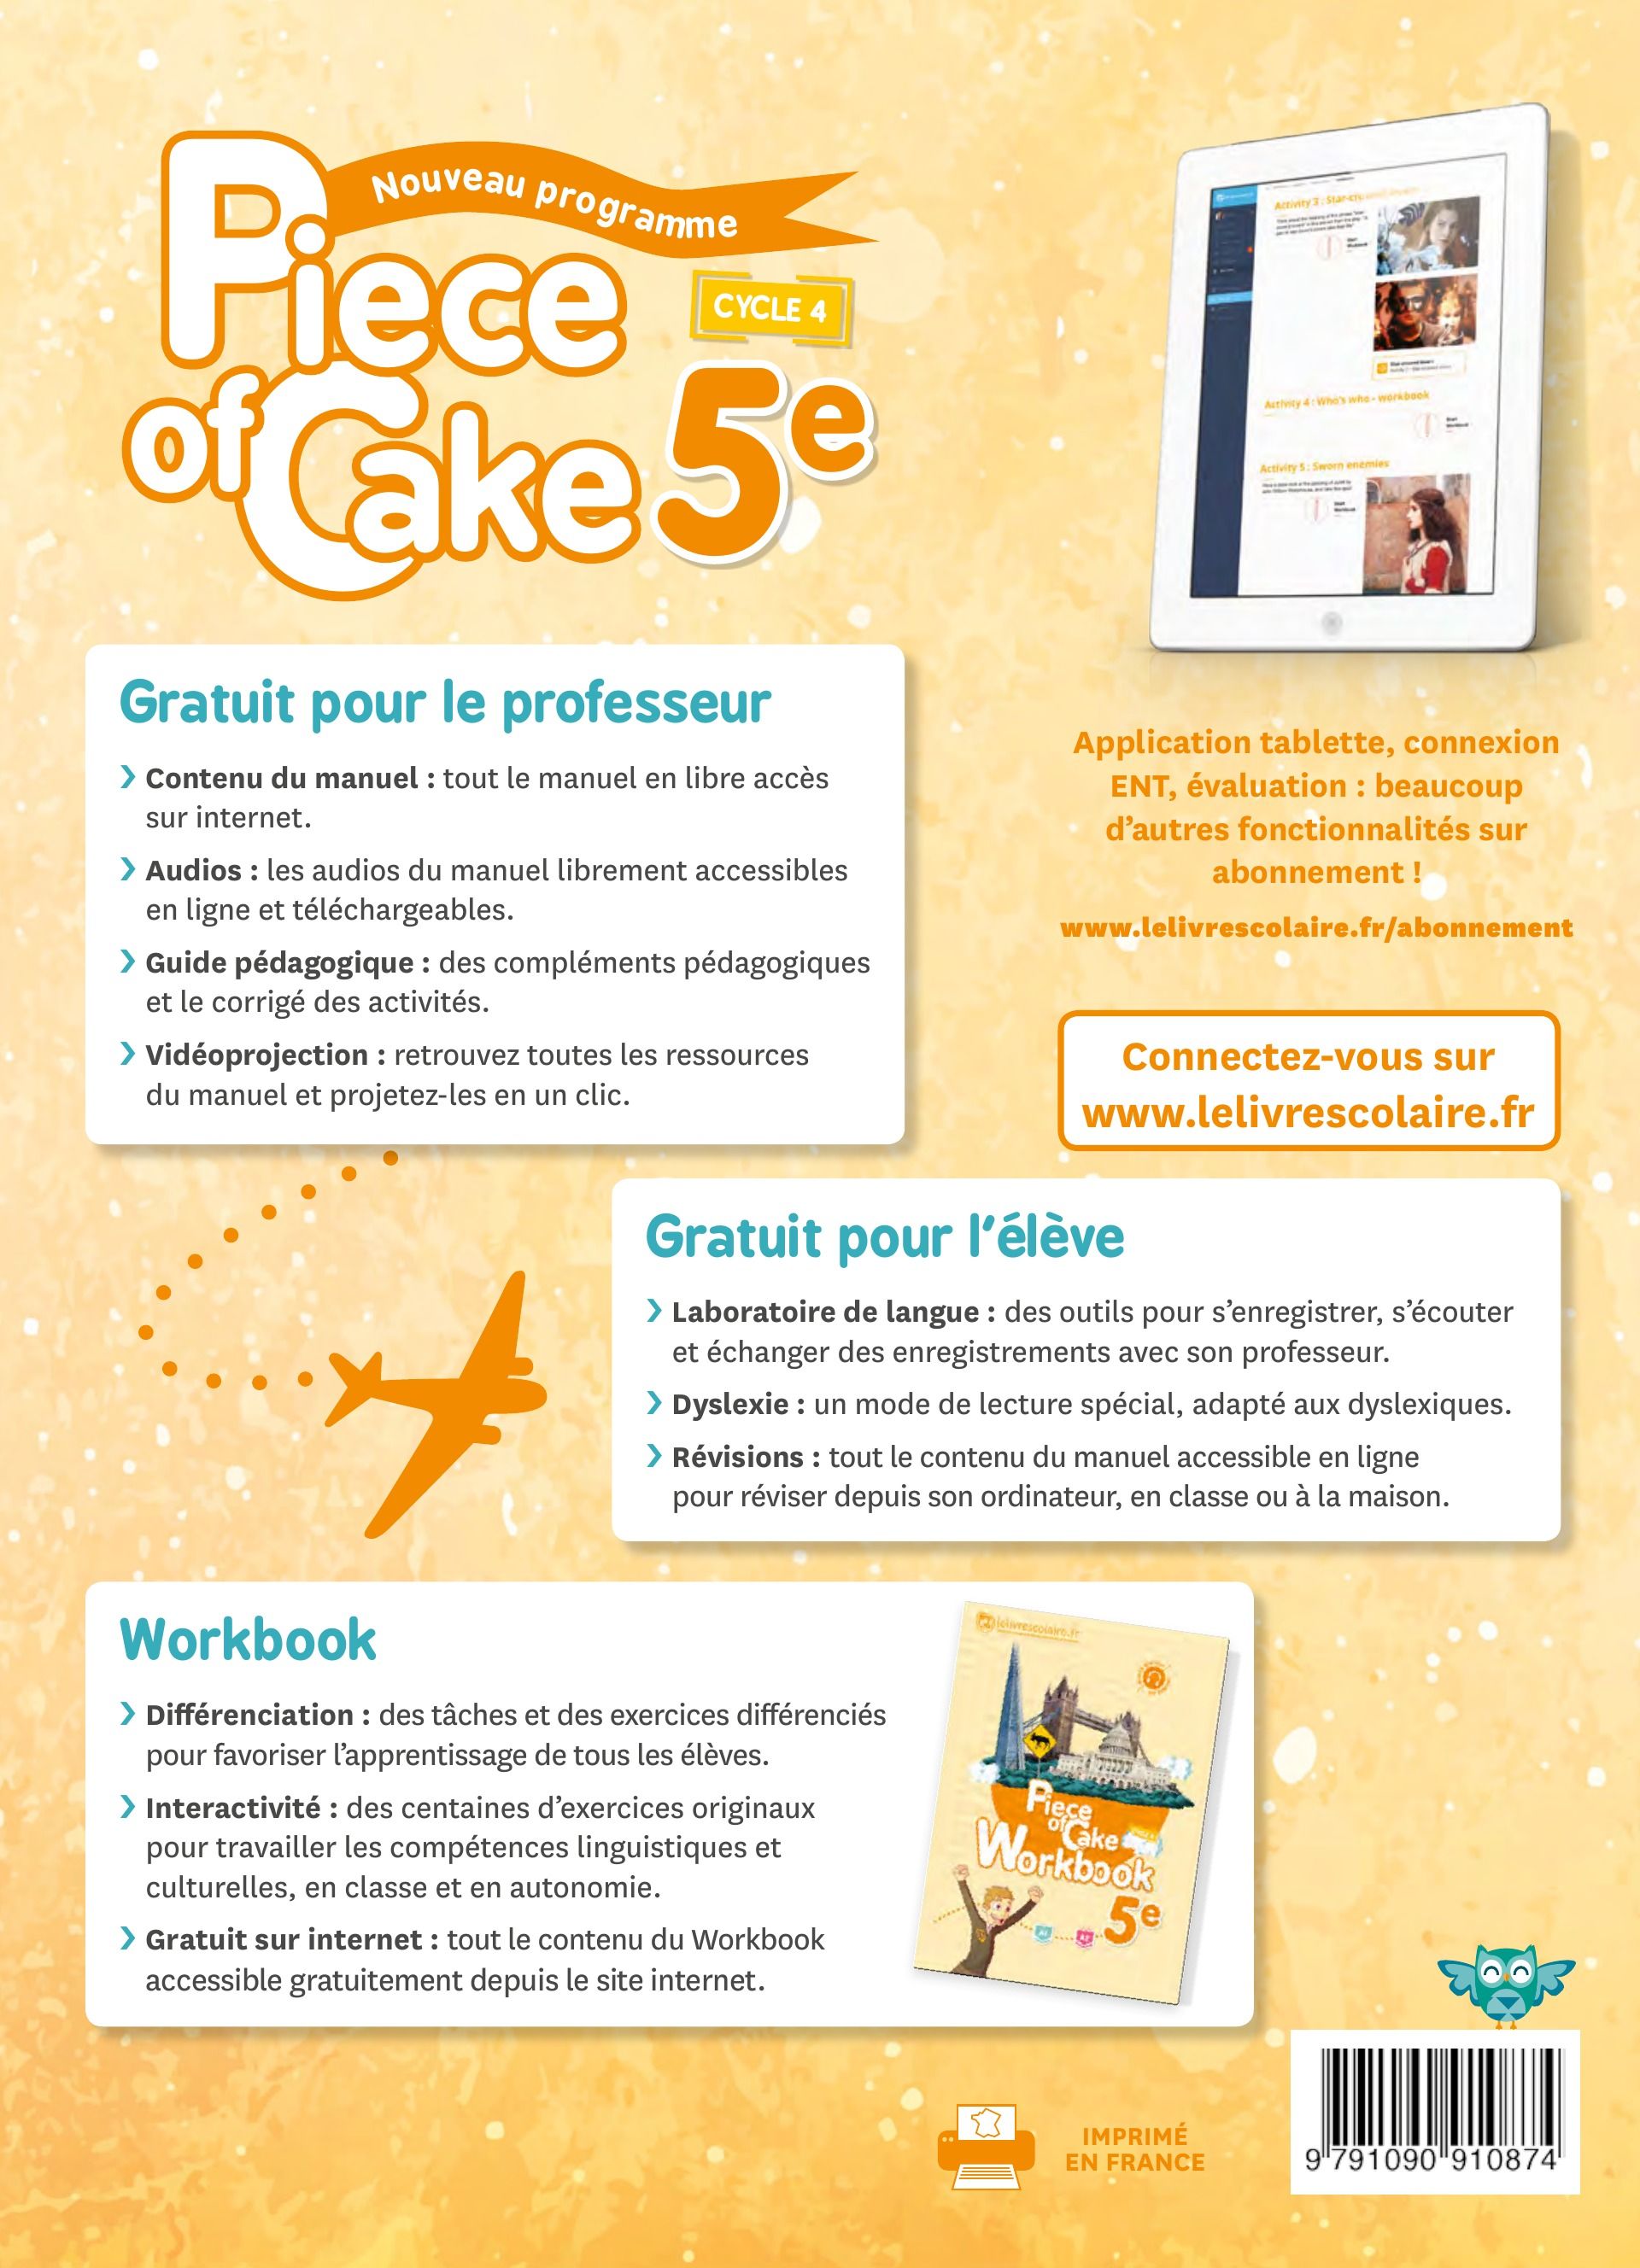 Nouveau programme
Piece
CYCLE 4
of Cake 5e
Activity 4 : Who's who - workbook
Activity 5 : Sworn enemies
Gratuit pour le professeur
❯ Contenu du manuel : tout le manuel en libre accès
sur internet.
❯ Audios : les audios du manuel librement accessibles
en ligne et téléchargeables.
❯ Guide pédagogique : des compléments pédagogiques
et le corrigé des activités.
❯ Vidéoprojection : retrouvez toutes les ressources
du manuel et projetez-les en un clic.
Application tablette, connexion
ENT, évaluation : beaucoup
d'autres fonctionnalités sur
abonnement !
www.lelivrescolaire.fr/abonnement
Connectez-vous sur
www.lelivrescolaire.fr
Gratuit pour l'élève
❯ Laboratoire de langue : des outils pour s'enregistrer, s'écouter
et échanger des enregistrements avec son professeur.
❯ Dyslexie : un mode de lecture spécial, adapté aux dyslexiques.
❯ Révisions : tout le contenu du manuel accessible en ligne
pour réviser depuis son ordinateur, en classe ou à la maison.
Workbook
❯ Différenciation : des tâches et des exercices différenciés
pour favoriser l'apprentissage de tous les élèves.
❯ Interactivité : des centaines d'exercices originaux
pour travailler les compétences linguistiques et
culturelles, en classe et en autonomie.
❯ Gratuit sur internet : tout le contenu du Workbook
accessible gratuitement depuis le site internet.
lelivrescolaire.fr
Piece
of Cake
Workbook
5e
IMPRIMÉ
EN FRANCE
9 791090 910874